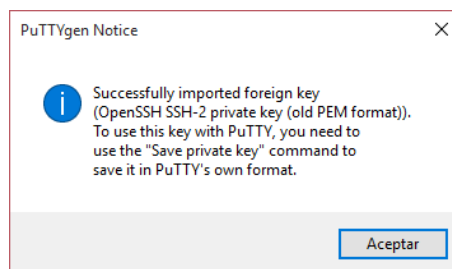 PuTTYgen Notice
Successfully imported foreign key
(OpenSSH SSH-2 private key (old PEM format)).
To use this key with PuTTY, you need to
use the "Save private key" command to
save it in PuTTY's own format.
Aceptar